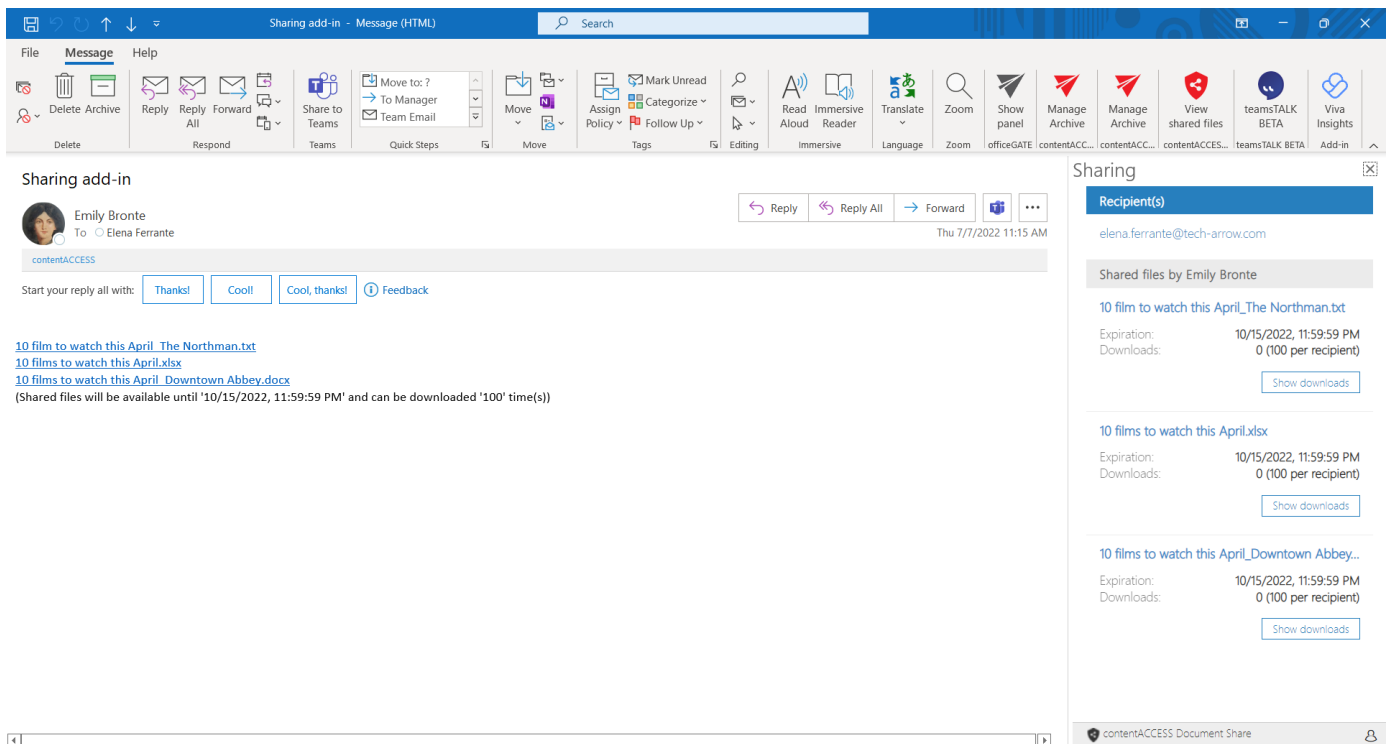 Sharing add-in - Message (HTML)
Search
File Message Help
Delete Archive
Delete
Reply Reply All Forward
Respond
Share to Teams
Teams
Move to: ?
To Manager
Team Email
Quick Steps
Move
Move
Assign Policy
Mark Unread
Categorize
Follow Up
Tags
Editing
Read Aloud Immersive Reader
Immersive
Translate
Language
Zoom
Zoom
Show panel
officeGATE
Manage Archive
contentACC...
Manage Archive
contentACC...
View shared files
contentACCES...
teamsTALK BETA
teamsTALK BETA
Viva Insights
Add-in
Sharing add-in
Emily Bronte
To Elena Ferrante
Reply Reply All Forward
Thu 7/7/2022 11:15 AM
contentACCESS
Start your reply all with: Thanks! Cool! Cool, thanks! Feedback
10 film to watch this April_The Northman.txt
10 films to watch this April.xlsx
10 films to watch this April_Downtown Abbey.docx
(Shared files will be available until '10/15/2022, 11:59:59 PM' and can be downloaded '100' time(s))
Sharing
Recipient(s)
elena.ferrante@tech-arrow.com
Shared files by Emily Bronte
10 film to watch this April_The Northman.txt
Expiration: 10/15/2022, 11:59:59 PM
Downloads: 0 (100 per recipient)
Show downloads
10 films to watch this April.xlsx
Expiration: 10/15/2022, 11:59:59 PM
Downloads: 0 (100 per recipient)
Show downloads
10 films to watch this April_Downtown Abbey...
Expiration: 10/15/2022, 11:59:59 PM
Downloads: 0 (100 per recipient)
Show downloads
contentACCESS Document Share